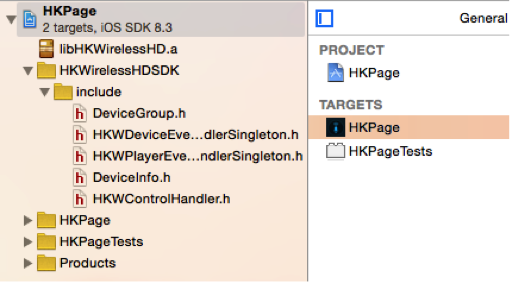 HKPage
2 targets, iOS SDK 8.3
libHKWirelessHD.a
HKWirelessHDSDK
include
DeviceGroup.h
HKWDeviceEve...dlerSingleton.h
HKWPlayerEve...ndlerSingleton.h
DeviceInfo.h
HKWControlHandler.h
HKPage
HKPageTests
Products
General
PROJECT
HKPage
TARGETS
HKPage
HKPageTests